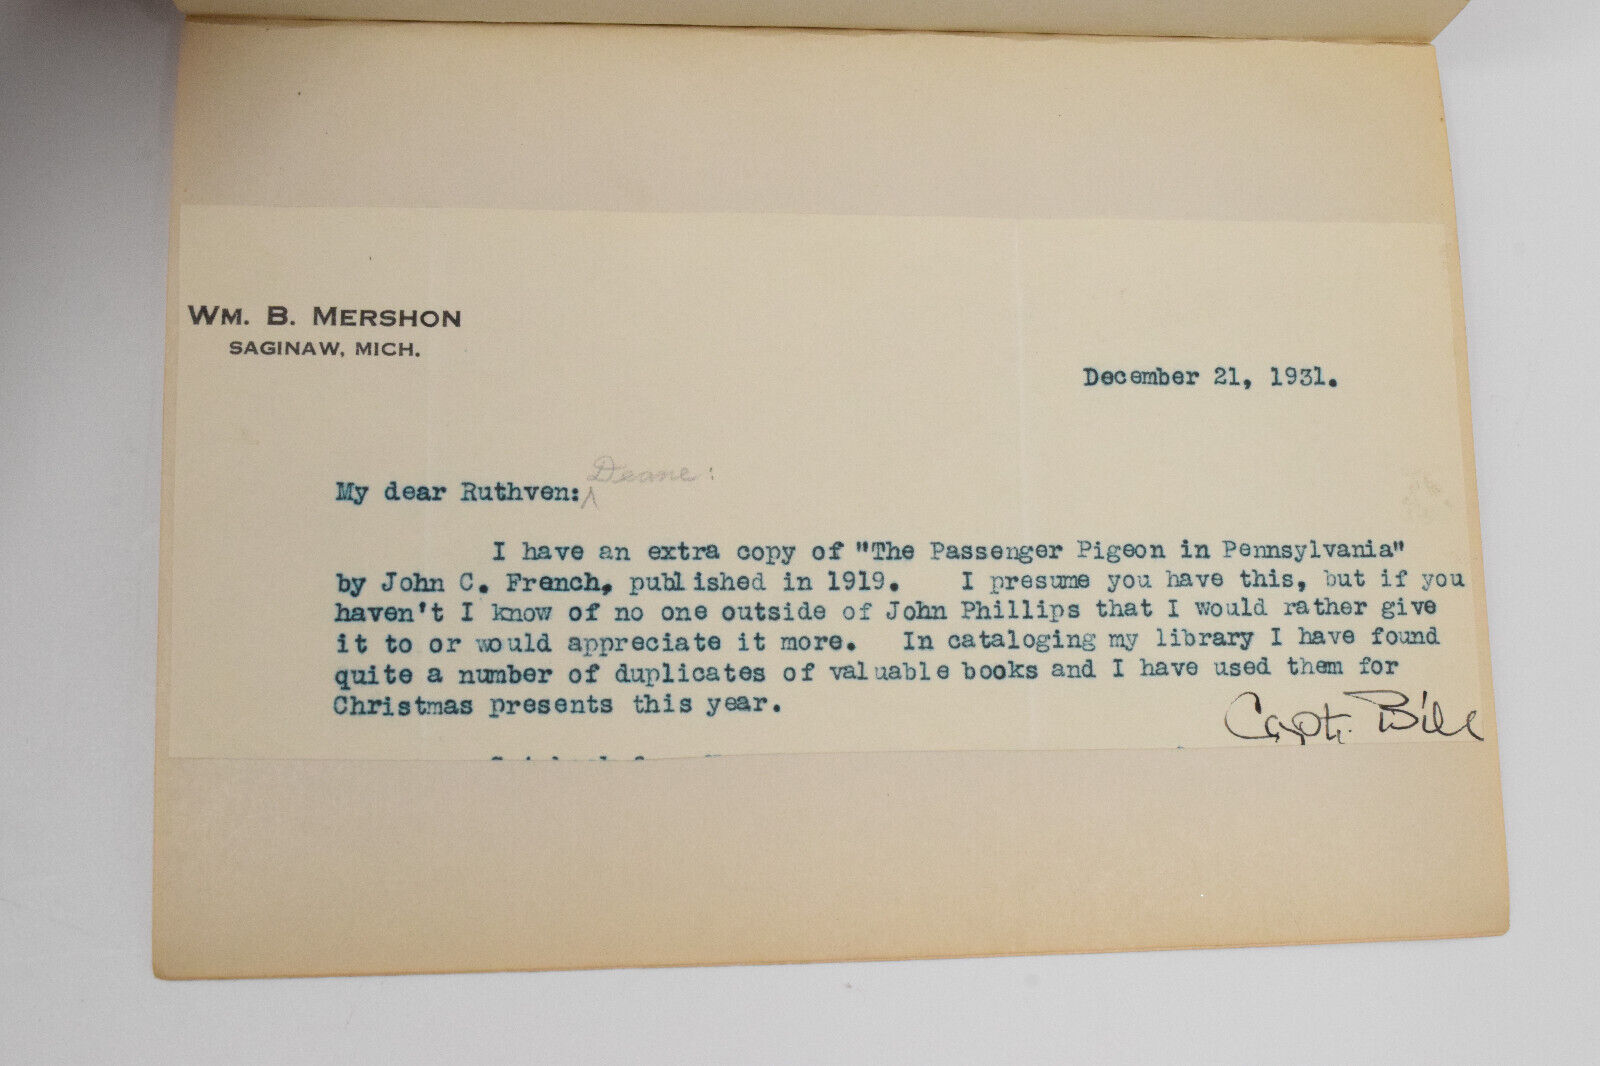 WM. B. MERSHON
SAGINAW, MICH.
December 21, 1931.
Deane:
My dear Ruthven:
I have an extra copy of "The Passenger Pigeon in Pennsylvania"
by John C. French, published in 1919. I presume you have this, but if you
haven't I know of no one outside of John Phillips that I would rather give
it to or would appreciate it more. In cataloging my library I have found
quite a number of duplicates of valuable books and I have used them for
Christmas presents this year.
Capt. Bill